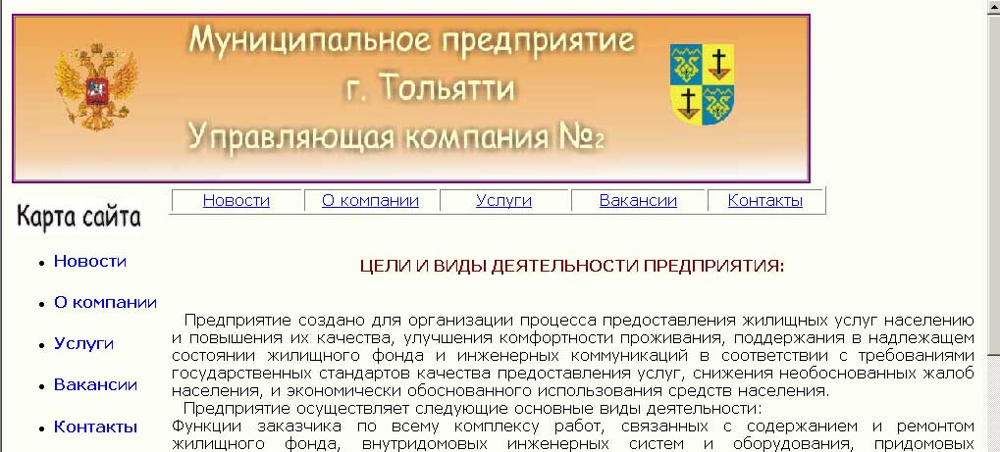 Муниципальное предприятие
г. Тольятти
Управляющая компания №2
Новости О компании Услуги Вакансии Контакты
Карта сайта
Новости
О компании
Услуги
Вакансии
Контакты
ЦЕЛИ И ВИДЫ ДЕЯТЕЛЬНОСТИ ПРЕДПРИЯТИЯ:
Предприятие создано для организации процесса предоставления жилищных услуг населению
и повышения их качества, улучшения комфортности проживания, поддержания в надлежащем
состоянии жилищного фонда и инженерных коммуникаций в соответствии с требованиями
государственных стандартов качества предоставления услуг, снижения необоснованных жалоб
населения, и экономически обоснованного использования средств населения.
Предприятие осуществляет следующие основные виды деятельности:
Функции заказчика по всему комплексу работ, связанных с содержанием и ремонтом
жилищного фонда, внутридомовых инженерных систем и оборудования, придомовых